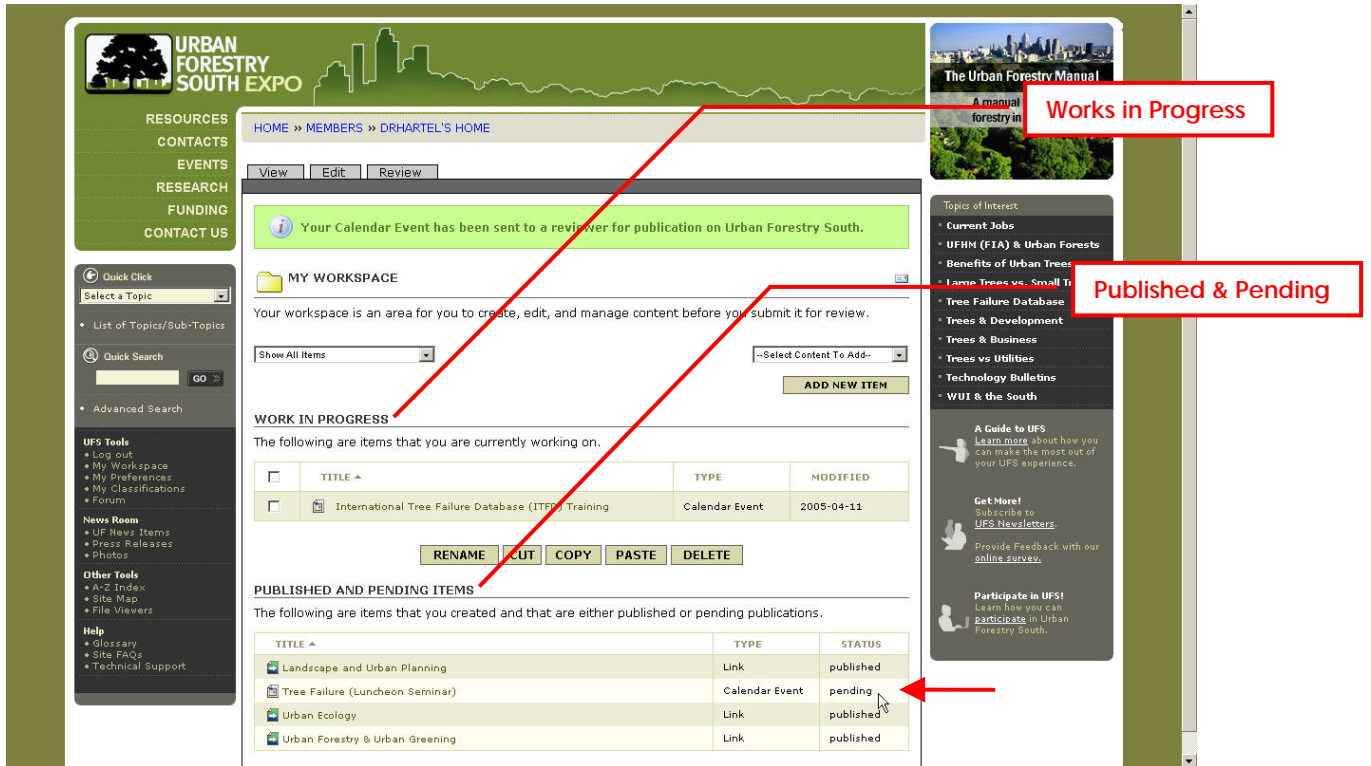 URBAN
FORESTRY
SOUTH EXPO
The Urban Forestry Manual
A manual
forestry in
Works in Progress
RESOURCES
CONTACTS
EVENTS
RESEARCH
FUNDING
CONTACT US
HOME » MEMBERS » DRHARTEL'S HOME
View Edit Review
Your Calendar Event has been sent to a reviewer for publication on Urban Forestry South.
Quick Click
Select a Topic
List of Topics/Sub-Topics
Quick Search
GO »
Advanced Search
UFS Tools
• Log out
• My Workspace
• My Preferences
• My Classifications
• Forum
News Room
• UF News Items
• Press Releases
• Photos
Other Tools
• A-Z Index
• Site Map
• File Viewers
Help
• Glossary
• Site FAQs
• Technical Support
MY WORKSPACE
Your workspace is an area for you to create, edit, and manage content before you submit it for review.
Show All Items
--Select Content To Add--
ADD NEW ITEM
WORK IN PROGRESS
The following are items that you are currently working on.
TITLE TYPE MODIFIED
International Tree Failure Database (ITFD) Training Calendar Event 2005-04-11
RENAME CUT COPY PASTE DELETE
PUBLISHED AND PENDING ITEMS
The following are items that you created and that are either published or pending publications.
TITLE TYPE STATUS
Landscape and Urban Planning Link published
Tree Failure (Luncheon Seminar) Calendar Event pending
Urban Ecology Link published
Urban Forestry & Urban Greening Link published
Topics of Interest
Current Jobs
UFHM (FIA) & Urban Forests
Benefits of Urban Trees
Large Trees vs. Small
Published & Pending
Tree Failure Database
Trees & Development
Trees & Business
Trees vs Utilities
Technology Bulletins
WUI & the South
A Guide to UFS
Learn more about how you
can make the most out of
your UFS experience.
Get More!
Subscribe to
UFS Newsletters.
Provide Feedback with our
online survey.
Participate in UFS!
Learn how you can
participate in Urban
Forestry South.